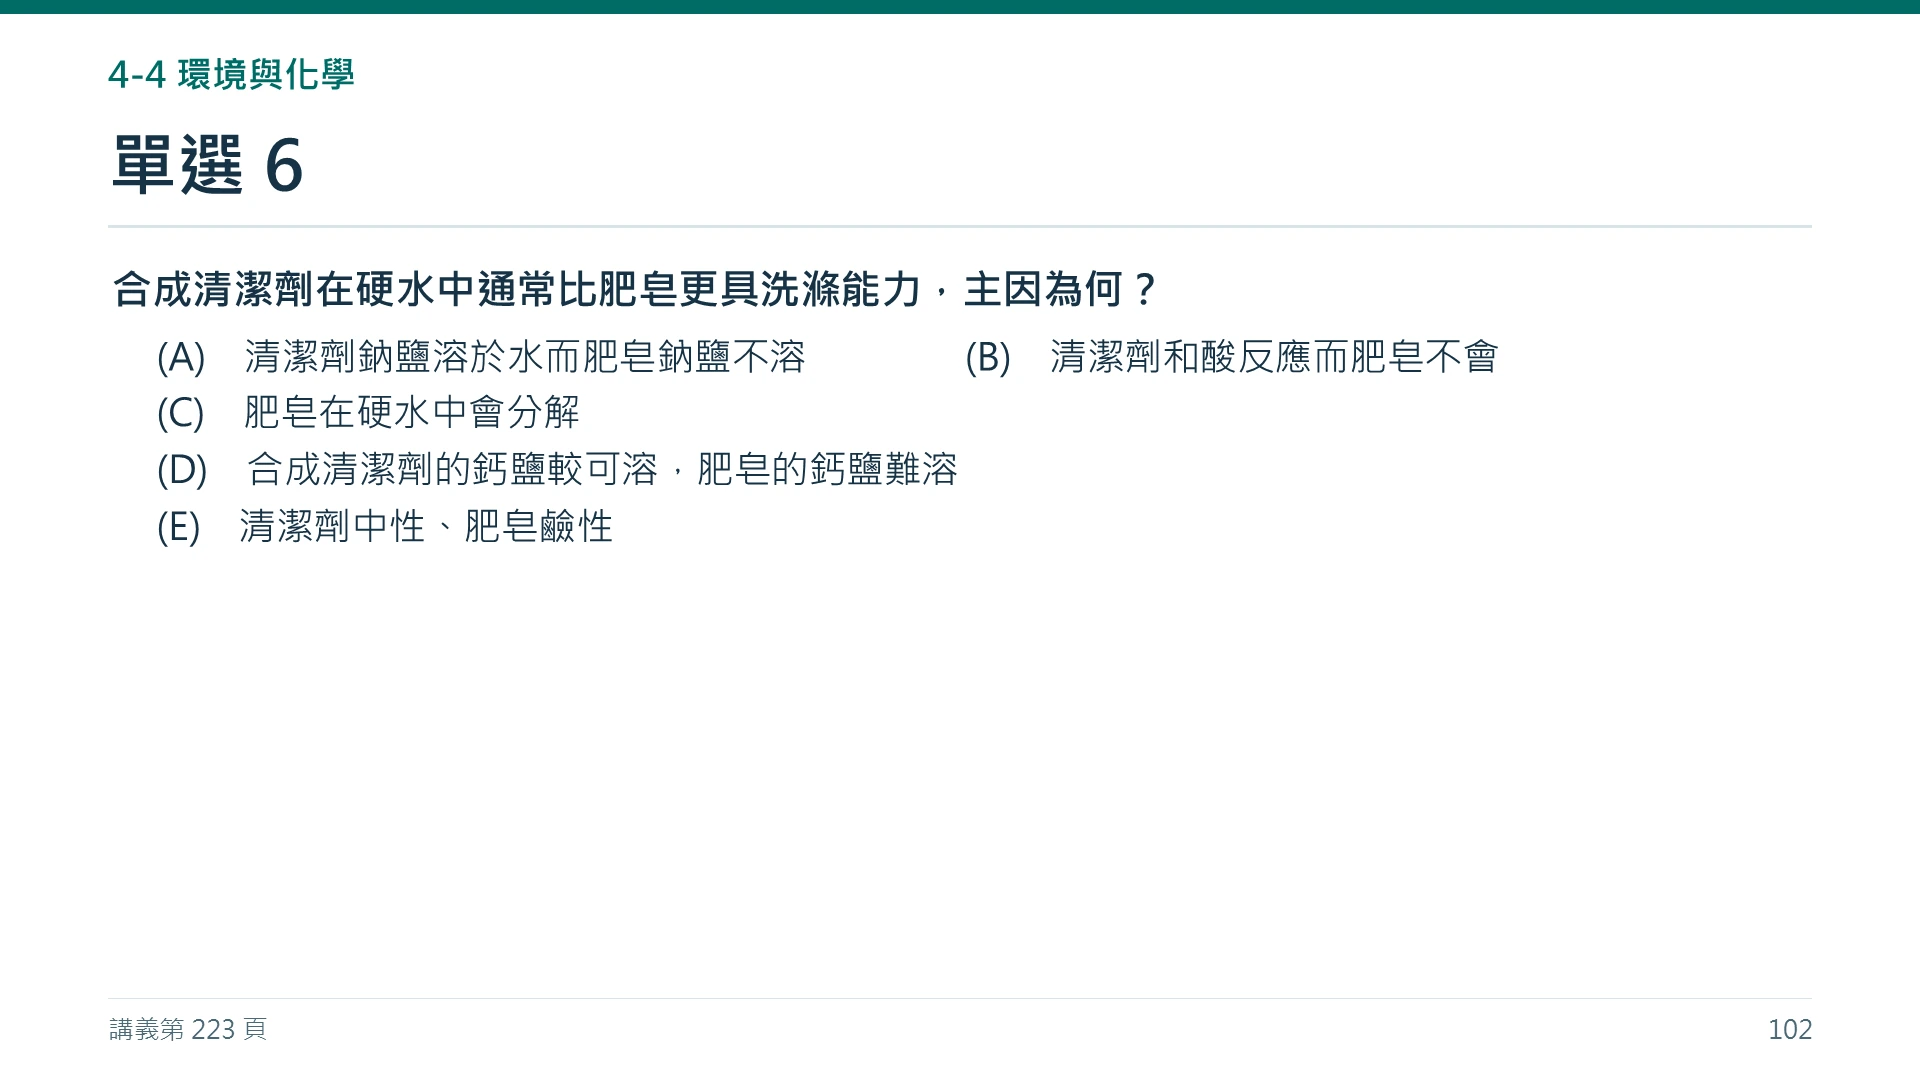 4-4 環境與化學
單選 6
合成清潔劑在硬水中通常比肥皂更具洗滌能力，主因為何？
(A) 清潔劑鈉鹽溶於水而肥皂鈉鹽不溶 (B) 清潔劑和酸反應而肥皂不會
(C) 肥皂在硬水中會分解
(D) 合成清潔劑的鈣鹽較可溶，肥皂的鈣鹽難溶
(E) 清潔劑中性、肥皂鹼性
講義第 223 頁 102